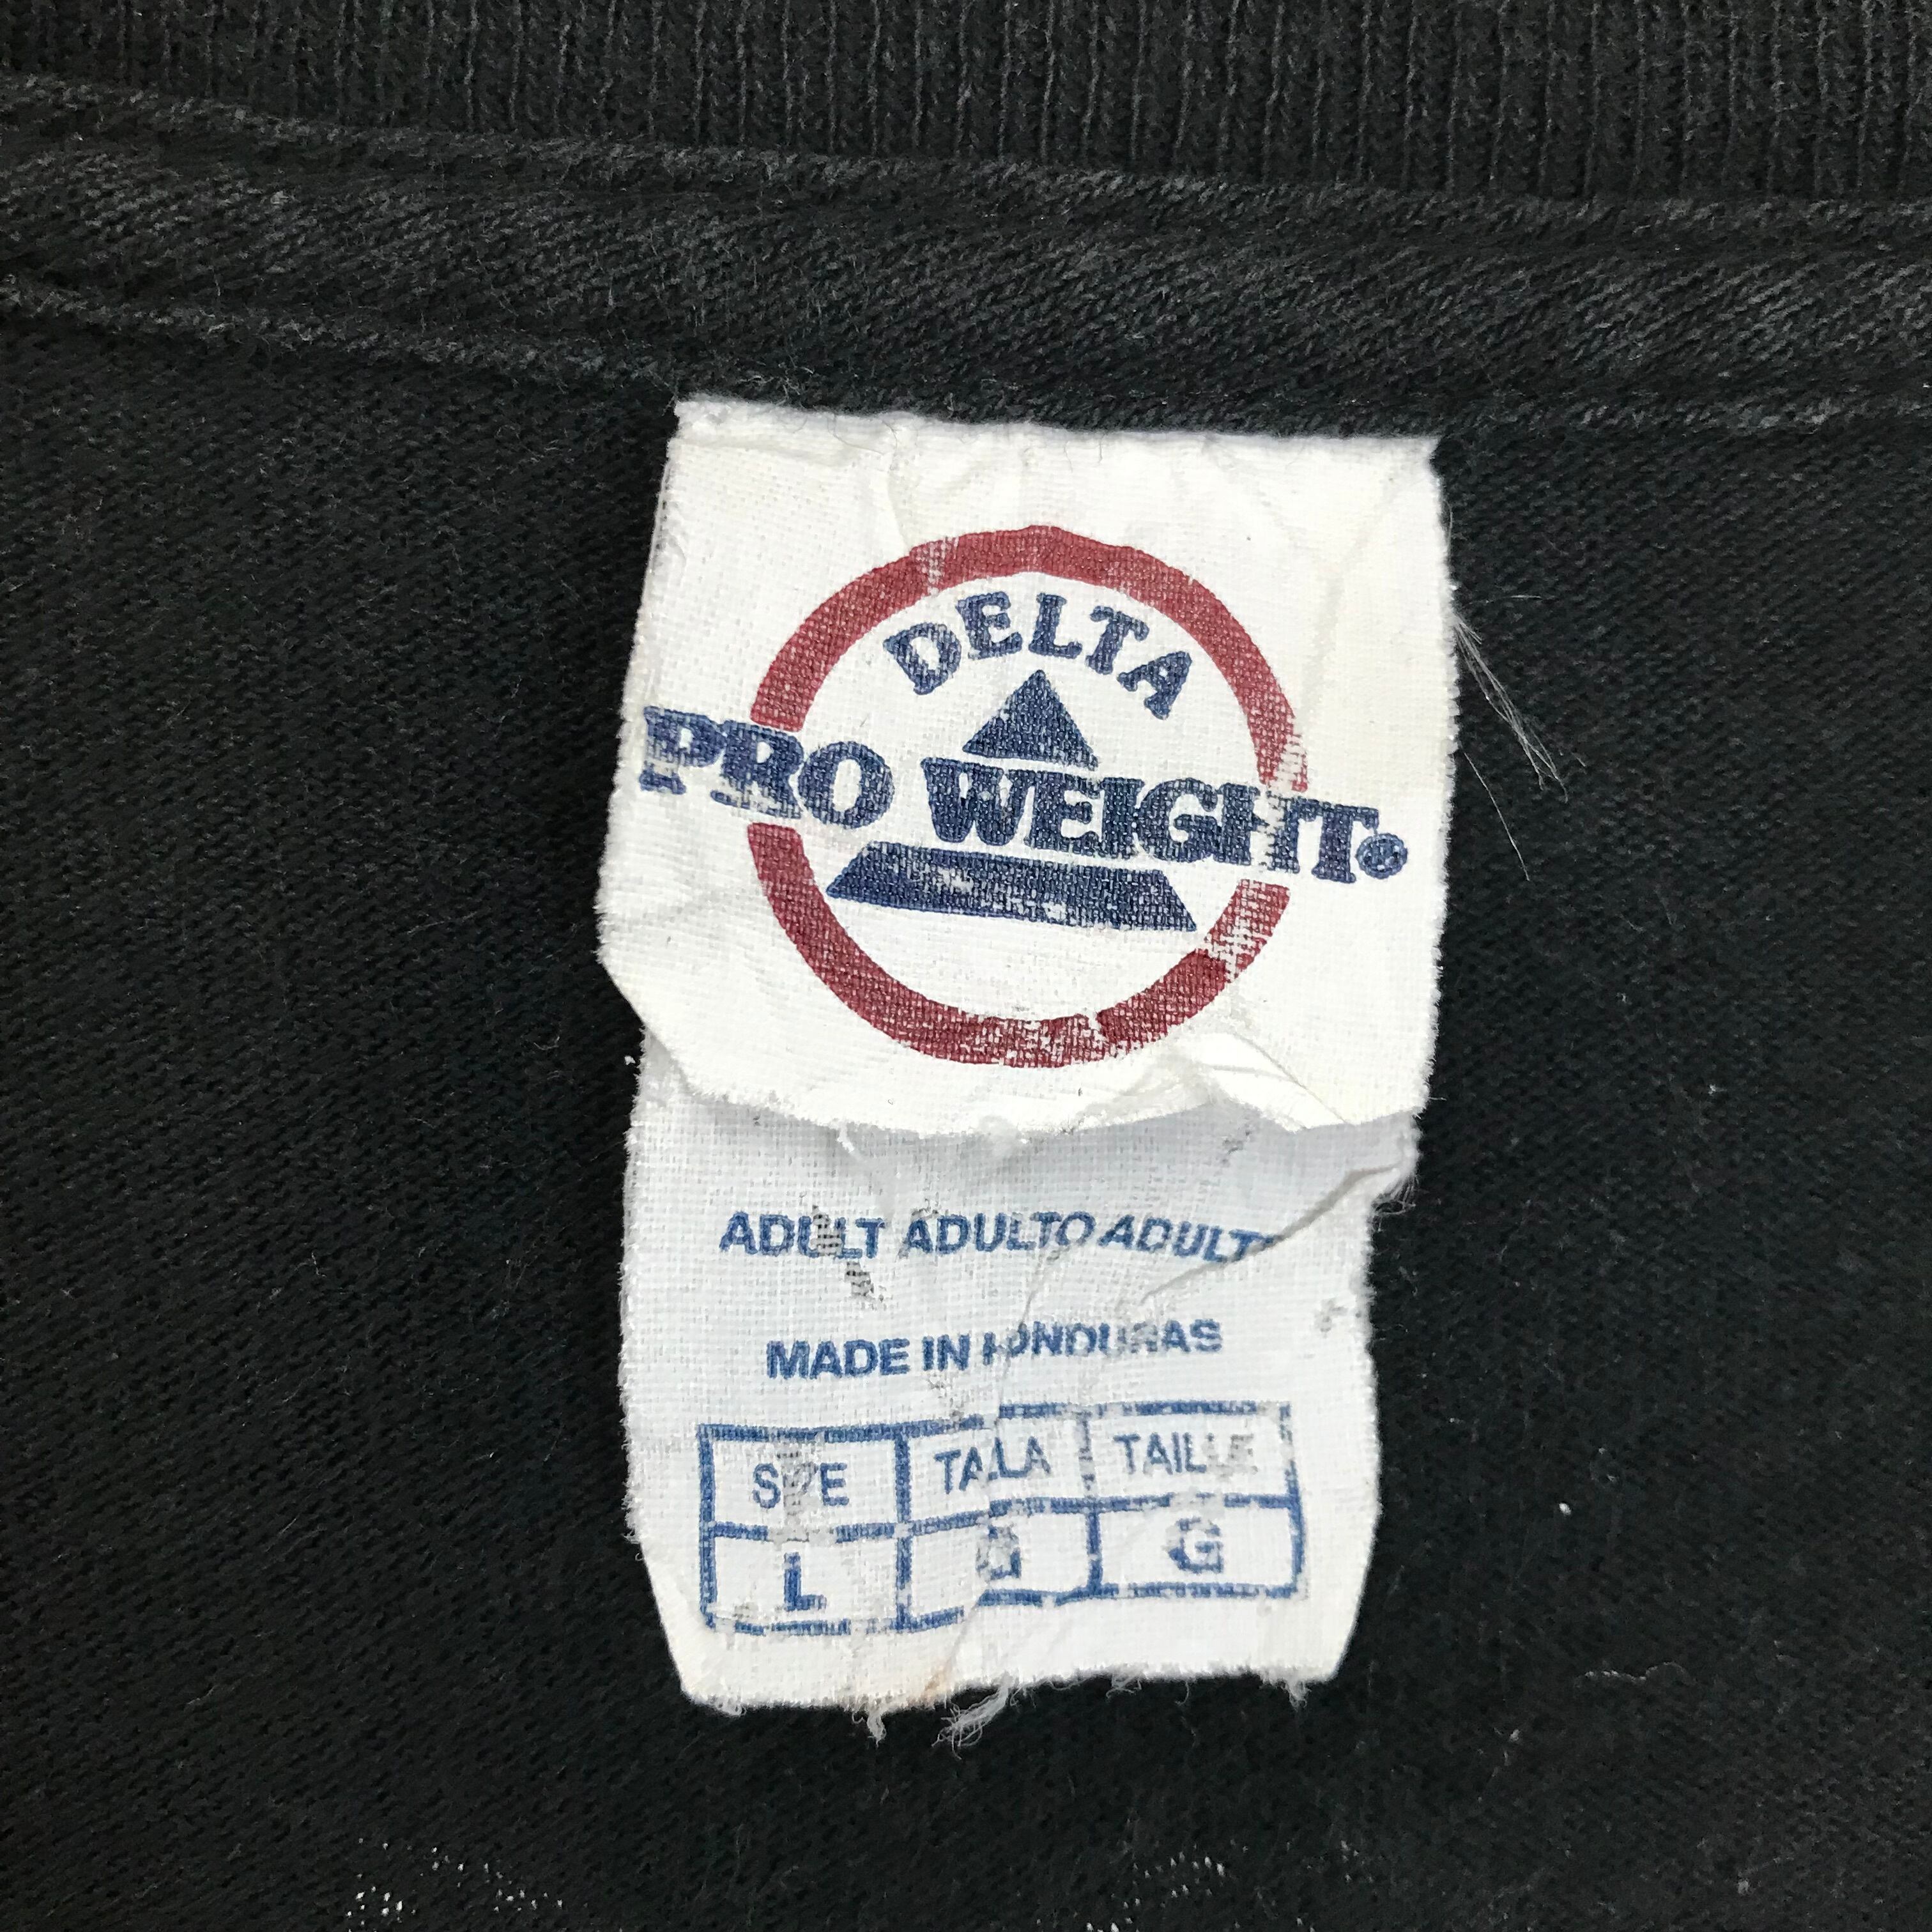 DELTA
PRO WEIGHT®
ADULT ADULTO ADULTE
MADE IN HONDURAS
SIZE TALLA TAILLE
L G G